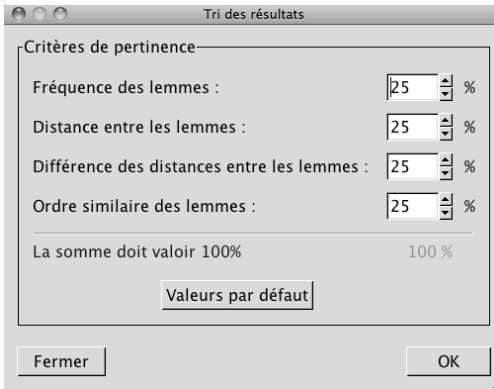 Tri des résultats
Critères de pertinence
Fréquence des lemmes : 25 %
Distance entre les lemmes : 25 %
Différence des distances entre les lemmes : 25 %
Ordre similaire des lemmes : 25 %
La somme doit valoir 100% 100 %
Valeurs par défaut
Fermer OK